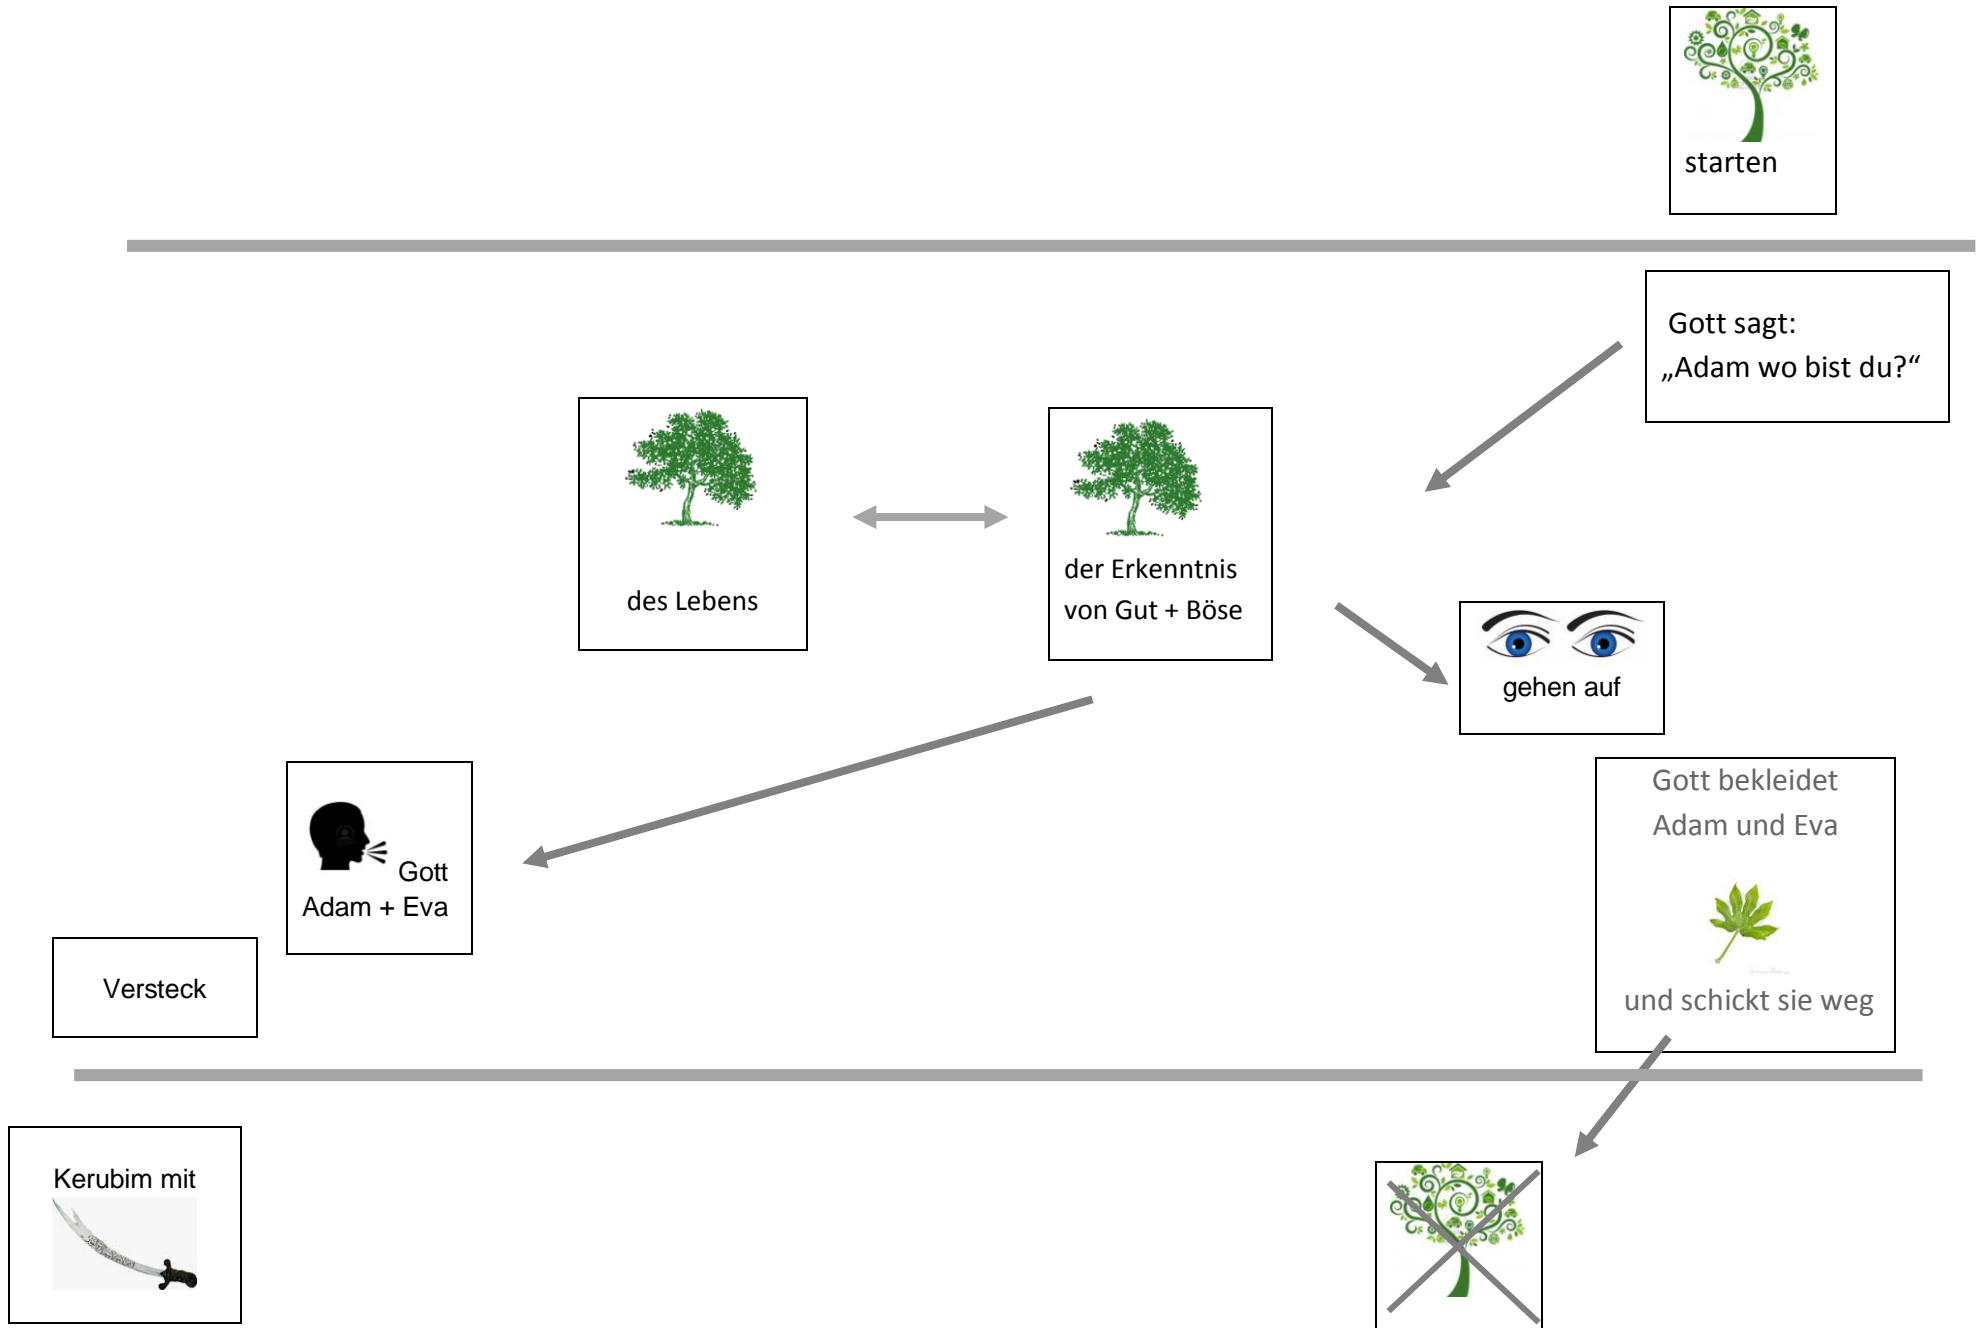 starten
Gott sagt:
„Adam wo bist du?“
des Lebens
der Erkenntnis
von Gut + Böse
gehen auf
Gott
Adam + Eva
Gott bekleidet
Adam und Eva
und schickt sie weg
Versteck
Kerubim mit